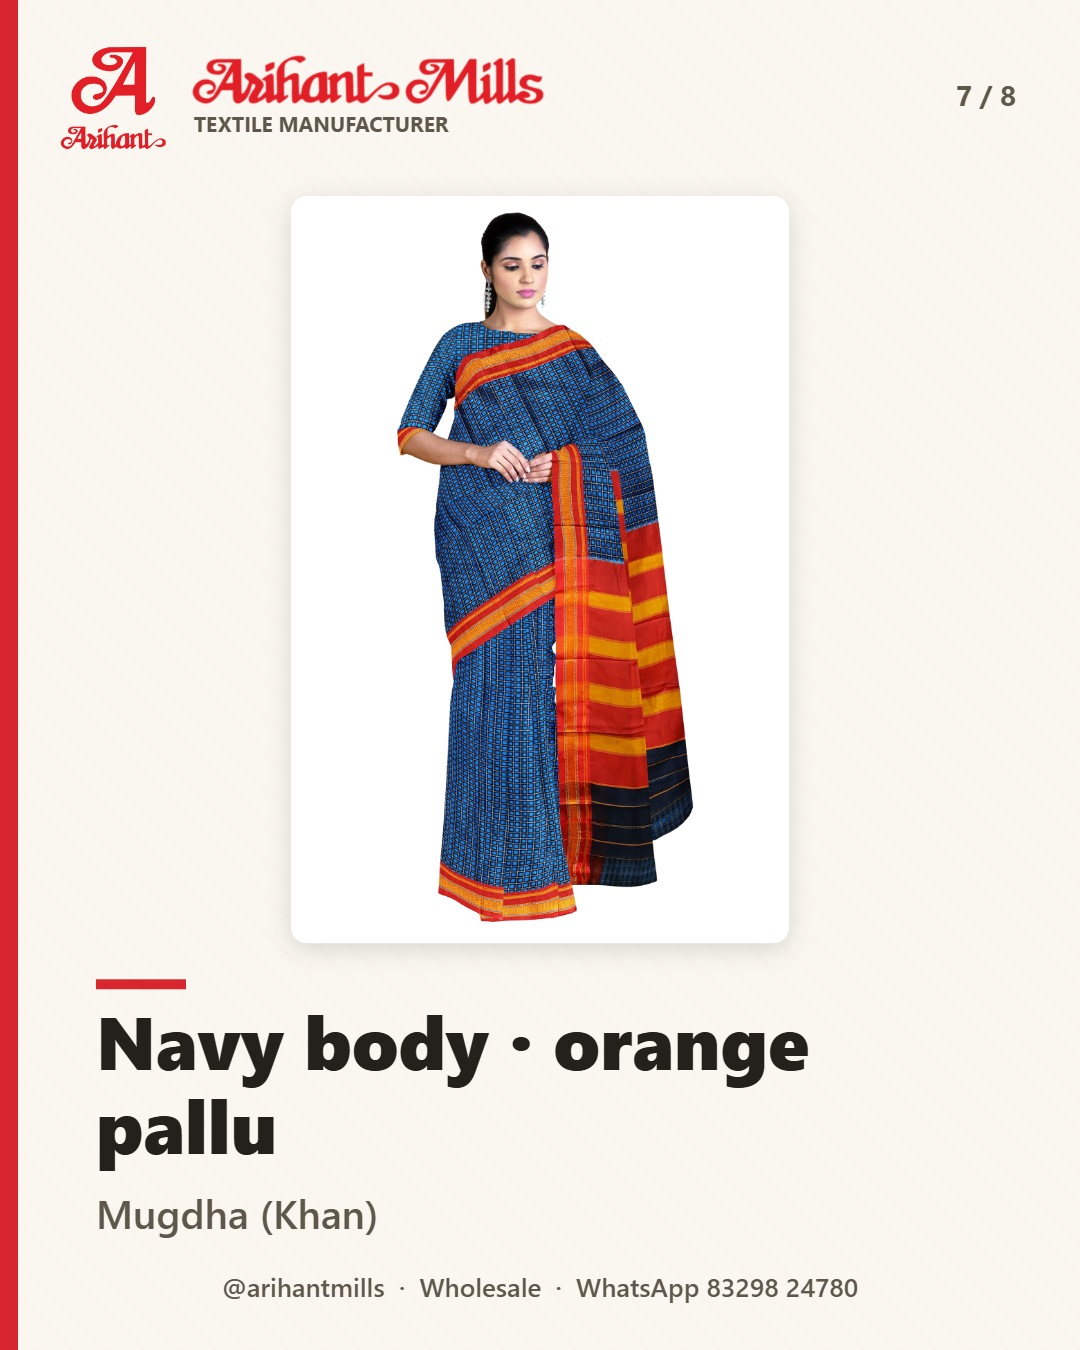 A
Arihant
Arihant Mills
TEXTILE MANUFACTURER
7 / 8
Navy body · orange
pallu
Mugdha (Khan)
@arihantmills · Wholesale · WhatsApp 83298 24780